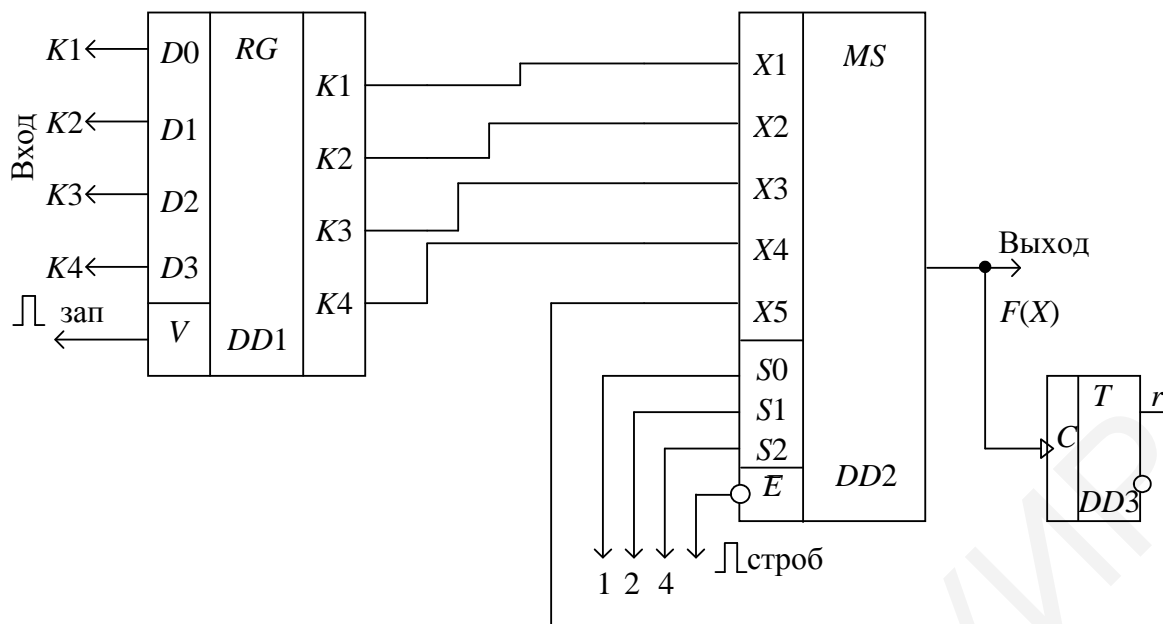 K1 D0 RG K1 X1 MS
K2 D1 K2 X2
K3 D2 K3 X3
K4 D3 K4 X4
Вход
зап V DD1
X5
Выход
F(X)
S0
S1
S2
E DD2
T r
C
DD3
1 2 4 строб
УИР